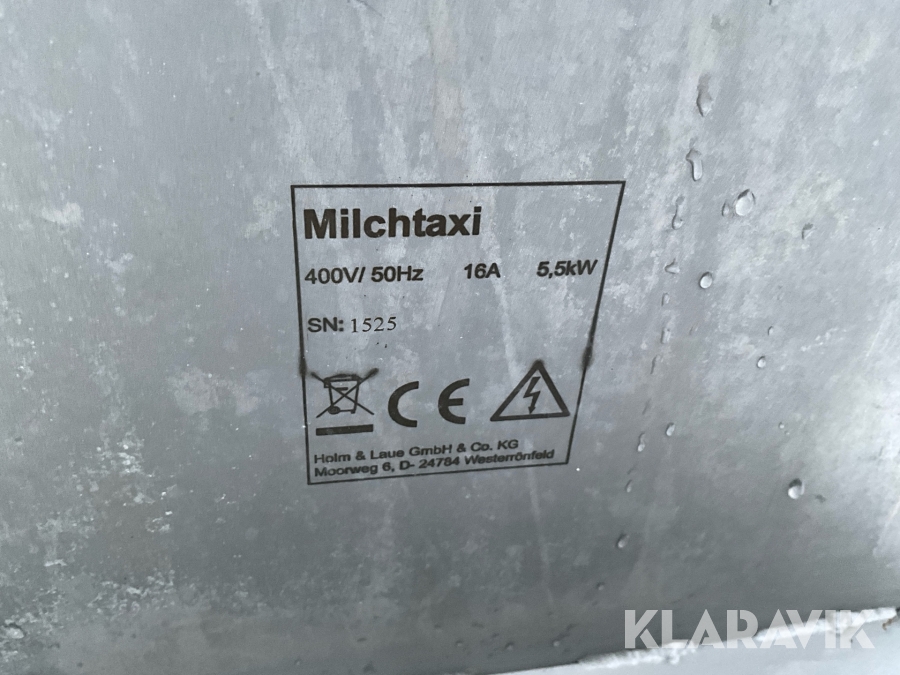 Milchtaxi
400V/ 50Hz 16A 5,5kW
SN: 1525
CE
Holm & Laue GmbH & Co. KG
Moorweg 6, D- 24784 Westerrönfeld
KLARAVIK